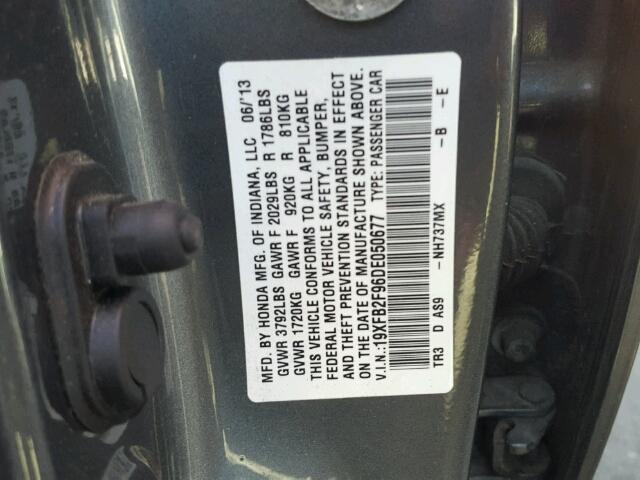 MFD. BY HONDA MFG. OF INDIANA, LLC 06/'13
GVWR 3792LBS GAWR F 2029LBS R 1786LBS
GVWR 1720KG GAWR F 920KG R 810KG
THIS VEHICLE CONFORMS TO ALL APPLICABLE
FEDERAL MOTOR VEHICLE SAFETY, BUMPER,
AND THEFT PREVENTION STANDARDS IN EFFECT
ON THE DATE OF MANUFACTURE SHOWN ABOVE.
V.I.N.:19XFB2F96DE050677 TYPE: PASSENGER CAR
TR3 D AS9 -NH737MX -B -E